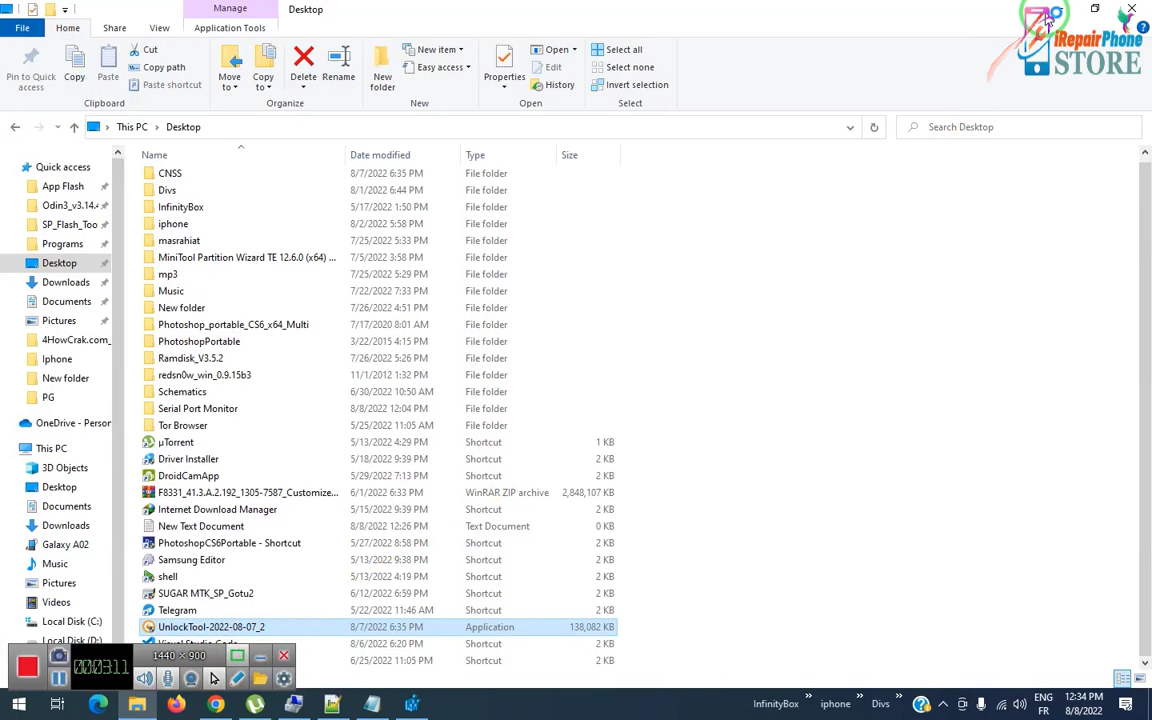 Manage
Desktop
File
Home
Share
View
Application Tools
Pin to Quick access
Copy
Paste
Cut
Copy path
Paste shortcut
Clipboard
Move to
Copy to
Delete
Rename
Organize
New folder
New item
Easy access
New
Properties
Open
Edit
History
Open
Select all
Select none
Invert selection
Select
iRepairPhone
STORE
This PC
Desktop
Search Desktop
Name
Date modified
Type
Size
Quick access
App Flash
Odin3_v3.14.
SP_Flash_Too
Programs
Desktop
Downloads
Documents
Pictures
4HowCrak.com_
Iphone
New folder
PG
OneDrive - Person
This PC
3D Objects
Desktop
Documents
Downloads
Galaxy A02
Music
Pictures
Videos
Local Disk (C:)
Local Disk (D:)
CNSS 8/7/2022 6:35 PM File folder
Divs 8/1/2022 6:44 PM File folder
InfinityBox 5/17/2022 1:50 PM File folder
iphone 8/2/2022 5:58 PM File folder
masrahiat 7/25/2022 5:33 PM File folder
MiniTool Partition Wizard TE 12.6.0 (x64) ... 7/5/2022 3:58 PM File folder
mp3 7/25/2022 5:29 PM File folder
Music 7/22/2022 7:33 PM File folder
New folder 7/26/2022 4:51 PM File folder
Photoshop_portable_CS6_x64_Multi 7/17/2020 8:01 AM File folder
PhotoshopPortable 3/22/2015 4:15 PM File folder
Ramdisk_V3.5.2 7/26/2022 5:26 PM File folder
redsn0w_win_0.9.15b3 11/1/2012 1:32 PM File folder
Schematics 6/30/2022 10:50 AM File folder
Serial Port Monitor 8/8/2022 12:04 PM File folder
Tor Browser 5/25/2022 11:05 AM File folder
µTorrent 5/13/2022 4:29 PM Shortcut 1 KB
Driver Installer 5/18/2022 9:39 PM Shortcut 2 KB
DroidCamApp 5/29/2022 7:13 PM Shortcut 2 KB
F8331_41.3.A.2.192_1305-7587_Customize... 6/1/2022 6:33 PM WinRAR ZIP archive 2,848,107 KB
Internet Download Manager 5/15/2022 9:39 PM Shortcut 2 KB
New Text Document 8/8/2022 12:26 PM Text Document 0 KB
PhotoshopCS6Portable - Shortcut 5/27/2022 8:58 PM Shortcut 2 KB
Samsung Editor 5/13/2022 9:38 PM Shortcut 2 KB
shell 5/13/2022 4:19 PM Shortcut 2 KB
SUGAR MTK_SP_Gotu2 6/12/2022 6:59 PM Shortcut 2 KB
Telegram 5/22/2022 11:46 AM Shortcut 2 KB
UnlockTool-2022-08-07_2 8/7/2022 6:35 PM Application 138,082 KB
Visual Studio Code 8/6/2022 6:20 PM Shortcut 2 KB
6/25/2022 11:05 PM Shortcut 2 KB
1440 × 900
000311
InfinityBox
iphone
Divs
ENG
FR
12:34 PM
8/8/2022